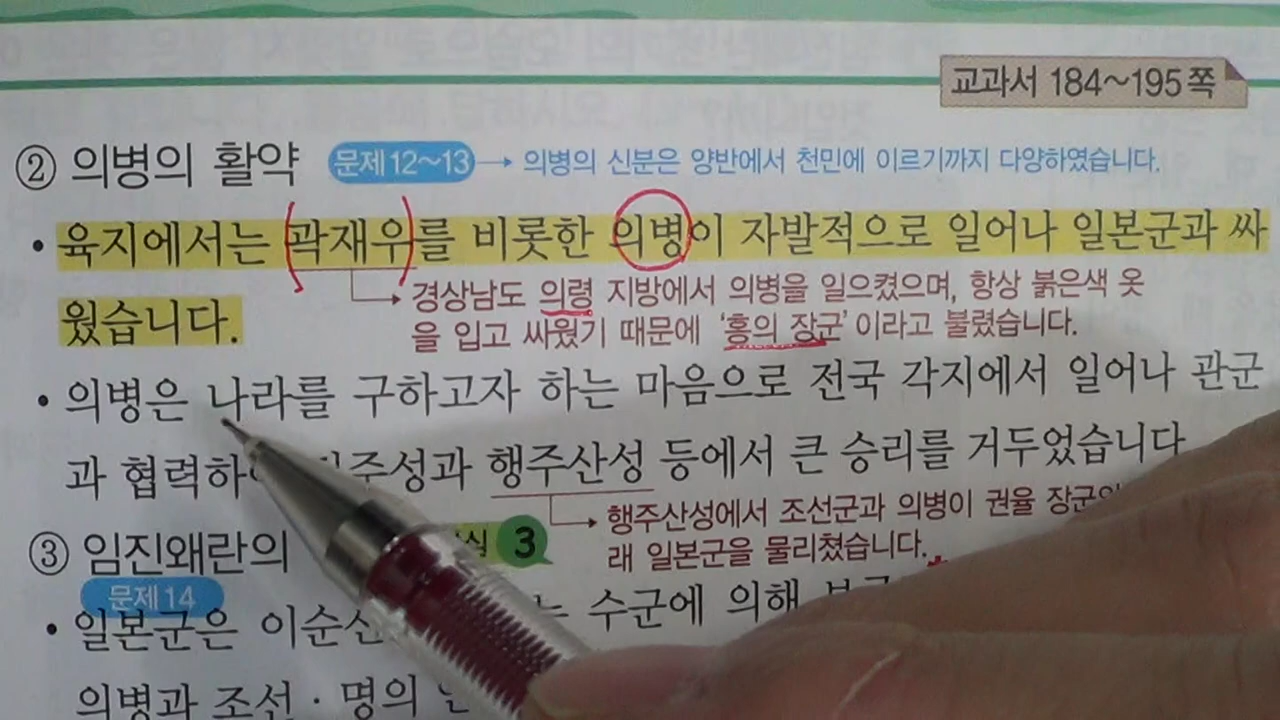 교과서 184~195쪽
② 의병의 활약 문제 12~13 → 의병의 신분은 양반에서 천민에 이르기까지 다양하였습니다.
• 육지에서는 곽재우를 비롯한 의병이 자발적으로 일어나 일본군과 싸
웠습니다.
경상남도 의령 지방에서 의병을 일으켰으며, 항상 붉은색 옷
을 입고 싸웠기 때문에 '홍의 장군'이라고 불렸습니다.
• 의병은 나라를 구하고자 하는 마음으로 전국 각지에서 일어나 관군
과 협력하 주성과 행주산성 등에서 큰 승리를 거두었습니다
행주산성에서 조선군과 의병이 권율 장군
래 일본군을 물리쳤습니다.
③ 임진왜란의 3
문제 14
• 일본군은 이순신 수군에 의해
의병과 조선·명의